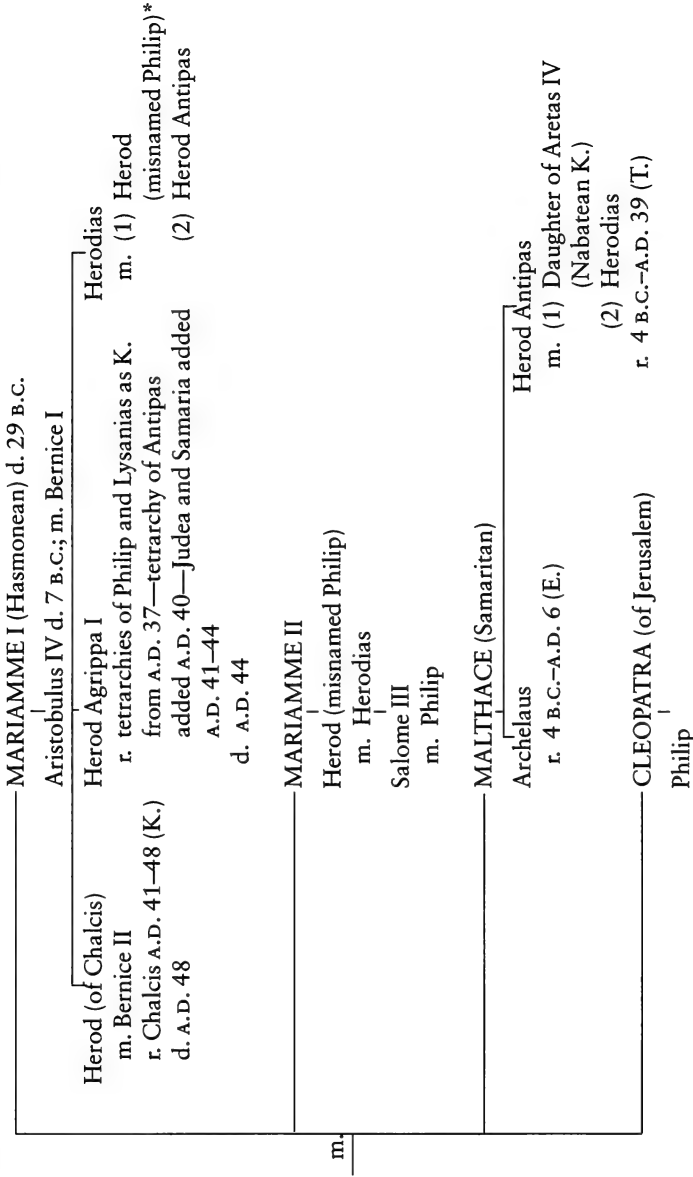 m.
MARIAMME I (Hasmonean) d. 29 B.C.
Aristobulus IV d. 7 B.C.; m. Bernice I
Herod (of Chalcis)
m. Bernice II
r. Chalcis A.D. 41–48 (K.)
d. A.D. 48
Herod Agrippa I
r. tetrarchies of Philip and Lysanias as K.
from A.D. 37—tetrarchy of Antipas
added A.D. 40—Judea and Samaria added
A.D. 41–44
d. A.D. 44
Herodias
m. (1) Herod
(misnamed Philip)*
(2) Herod Antipas
MARIAMME II
Herod (misnamed Philip)
m. Herodias
Salome III
m. Philip
MALTHACE (Samaritan)
Archelaus
r. 4 B.C.–A.D. 6 (E.)
Herod Antipas
m. (1) Daughter of Aretas IV
(Nabatean K.)
(2) Herodias
r. 4 B.C.–A.D. 39 (T.)
CLEOPATRA (of Jerusalem)
Philip